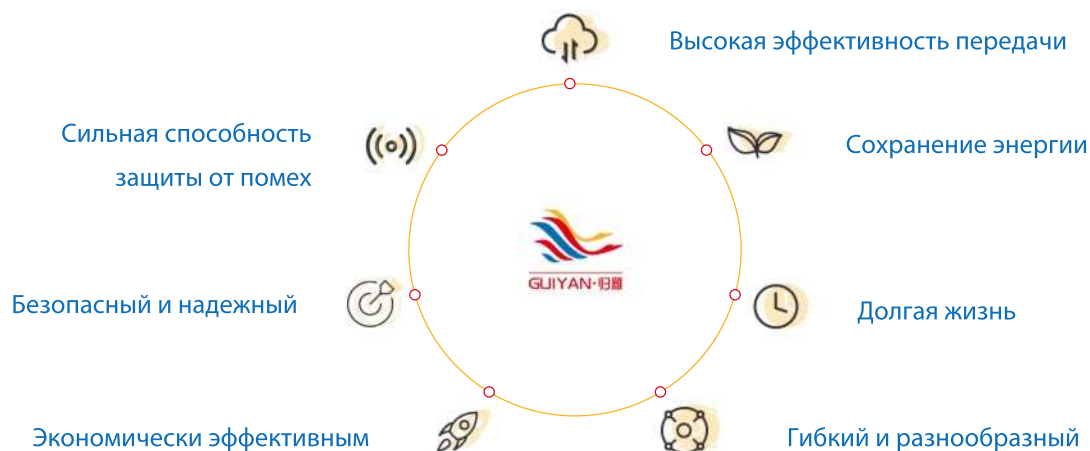 Высокая эффективность передачи
Сильная способность
защиты от помех
Сохранение энергии
GUIYAN·归雁
Безопасный и надежный
Долгая жизнь
Экономически эффективным
Гибкий и разнообразный